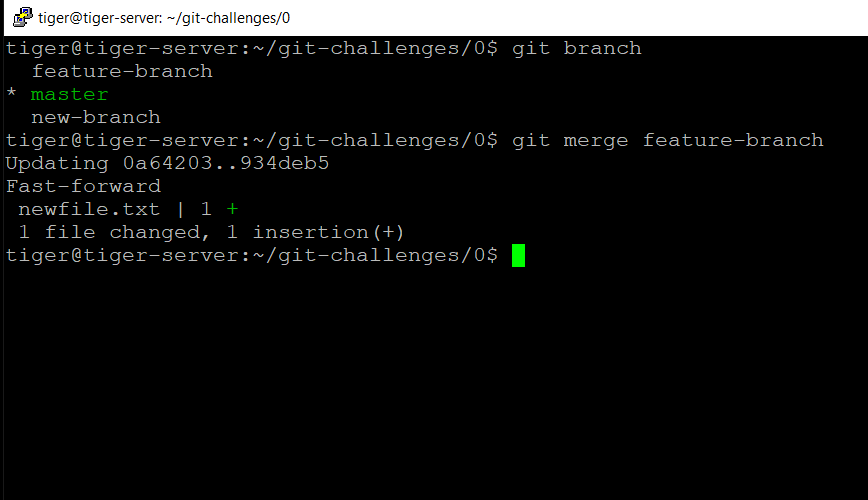 tiger@tiger-server: ~/git-challenges/0
tiger@tiger-server:~/git-challenges/0$ git branch
  feature-branch
* master
  new-branch
tiger@tiger-server:~/git-challenges/0$ git merge feature-branch
Updating 0a64203..934deb5
Fast-forward
 newfile.txt | 1 +
 1 file changed, 1 insertion(+)
tiger@tiger-server:~/git-challenges/0$